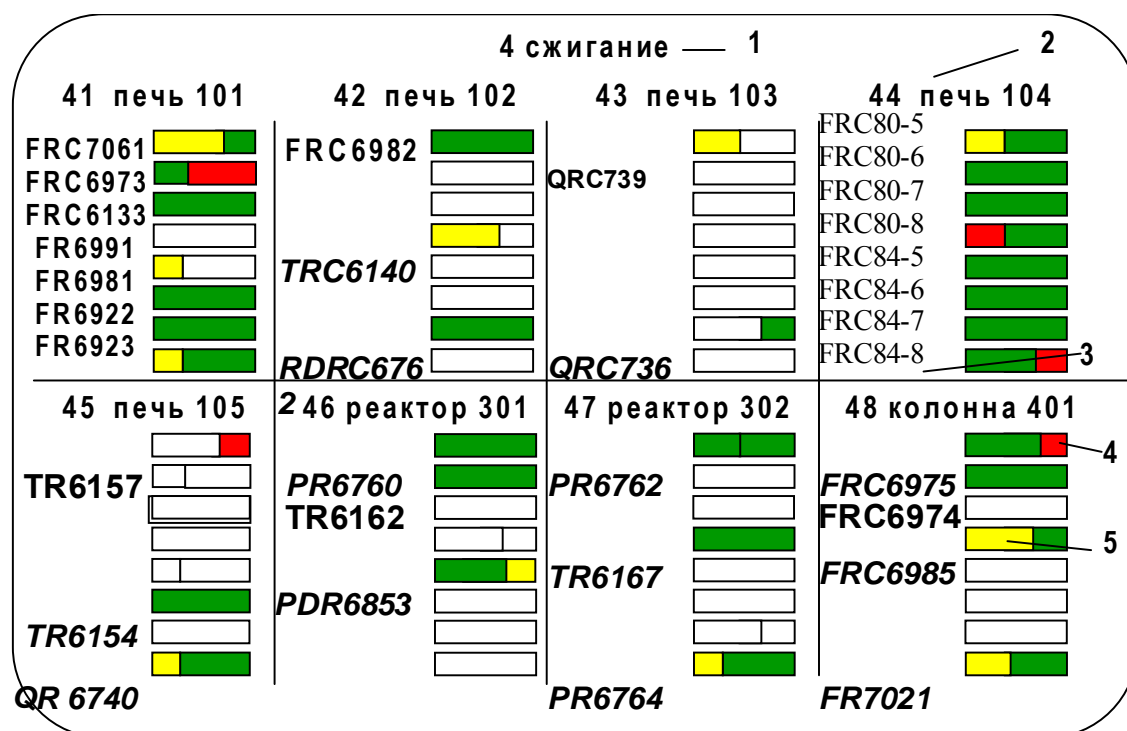 4 сжигание 1
2
41 печь 101
42 печь 102
43 печь 103
44 печь 104
FRC7061
FRC6973
FRC6133
FR6991
FR6981
FR6922
FR6923
FRC6982
TRC6140
RDRC676
2
QRC739
QRC736
FRC80-5
FRC80-6
FRC80-7
FRC80-8
FRC84-5
FRC84-6
FRC84-7
FRC84-8
3
45 печь 105
46 реактор 301
47 реактор 302
48 колонна 401
TR6157
TR6154
QR 6740
PR6760
TR6162
PDR6853
PR6762
TR6167
PR6764
4
FRC6975
FRC6974
5
FRC6985
FR7021